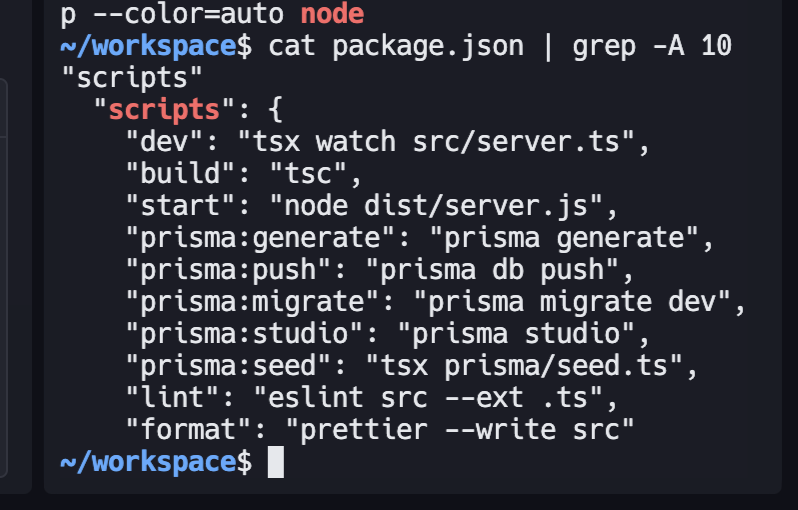 p --color=auto node
~/workspace$ cat package.json | grep -A 10
"scripts"
  "scripts": {
    "dev": "tsx watch src/server.ts",
    "build": "tsc",
    "start": "node dist/server.js",
    "prisma:generate": "prisma generate",
    "prisma:push": "prisma db push",
    "prisma:migrate": "prisma migrate dev",
    "prisma:studio": "prisma studio",
    "prisma:seed": "tsx prisma/seed.ts",
    "lint": "eslint src --ext .ts",
    "format": "prettier --write src"
~/workspace$